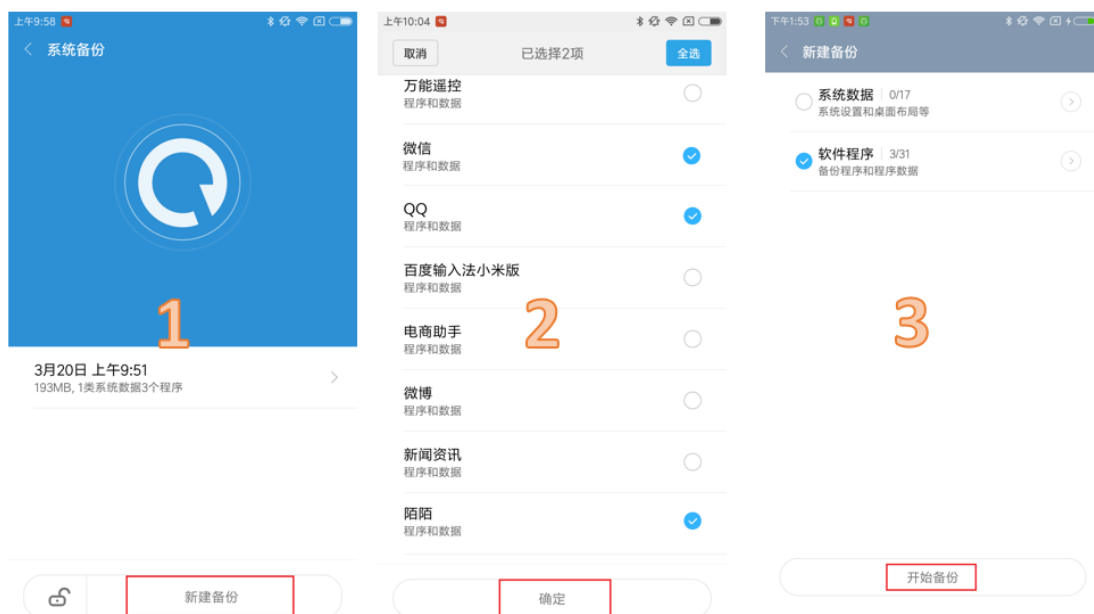 上午9:58
系统备份
1
3月20日 上午9:51
193MB, 1类系统数据3个程序
新建备份
上午10:04
取消
已选择2项
全选
万能遥控
程序和数据
微信
程序和数据
QQ
程序和数据
百度输入法小米版
程序和数据
2
电商助手
程序和数据
微博
程序和数据
新闻资讯
程序和数据
陌陌
程序和数据
确定
下午1:53
新建备份
系统数据 0/17
系统设置和桌面布局等
软件程序 3/31
备份程序和程序数据
3
开始备份